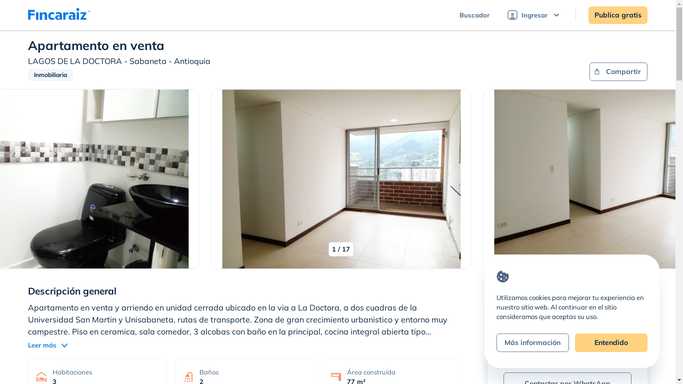 Fincaraiz
Buscador
Ingresar
Publica gratis
Apartamento en venta
LAGOS DE LA DOCTORA - Sabaneta - Antioquia
Inmobiliaria
Compartir
1 / 17
Descripción general
Apartamento en venta y arriendo en unidad cerrada ubicado en la via a La Doctora, a dos cuadras de la
Universidad San Martin y Unisabaneta, rutas de transporte. Zona de gran crecimiento urbanistico y entorno muy
campestre. Piso en ceramica, sala comedor, 3 alcobas con baño en la principal, cocina integral abierta tipo...
Leer más
Habitaciones
3
Baños
2
Área construida
77 m²
Utilizamos cookies para mejorar tu experiencia en
nuestro sitio web. Al continuar en el sitio
consideramos que aceptas su uso.
Más información
Entendido
Contactar por WhatsApp